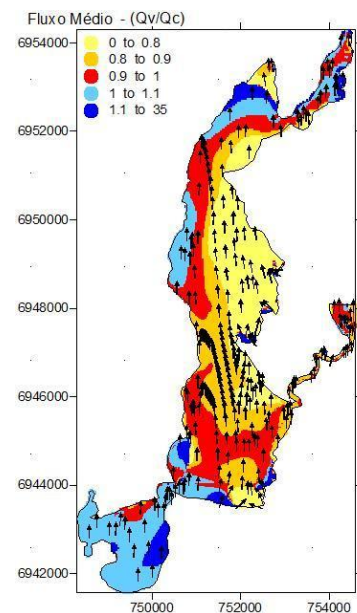 Fluxo Médio - (Qv/Qc)
6954000
0 to 0.8
0.8 to 0.9
0.9 to 1
1 to 1.1
1.1 to 35
6952000
6950000
6948000
6946000
6944000
6942000
750000 752000 754000